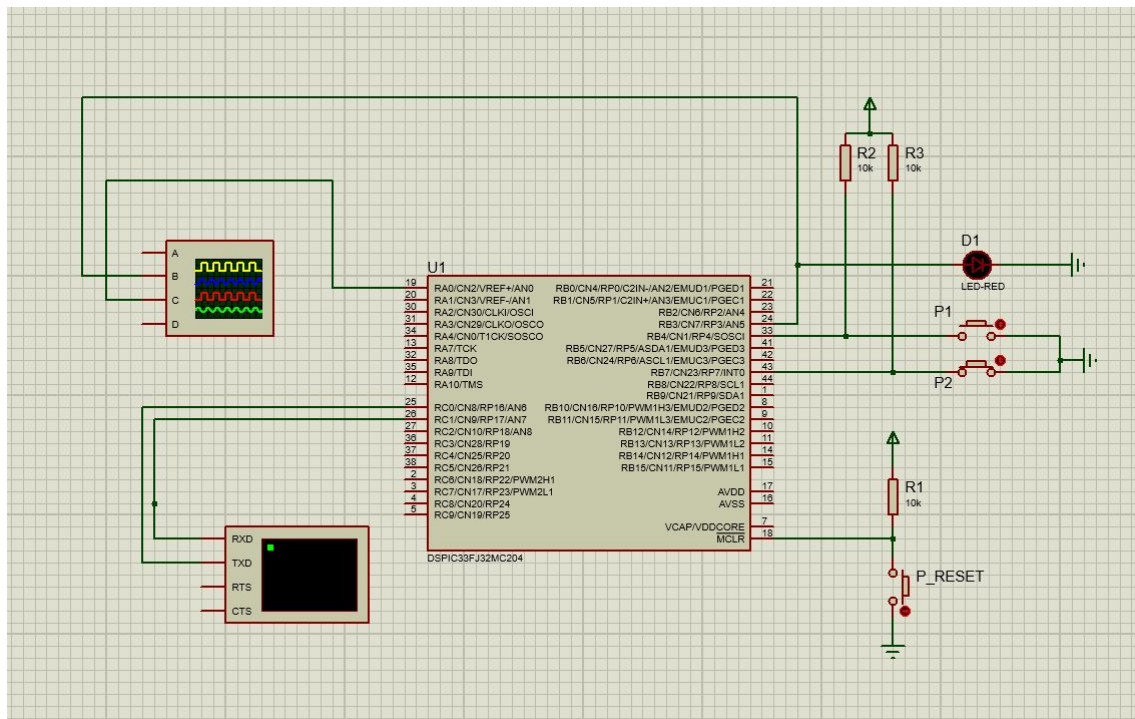 R2
10k
R3
10k
D1
LED-RED
A
B
C
D
U1
19 RA0/CN2/VREF+/AN0
20 RA1/CN3/VREF-/AN1
30 RA2/CN30/CLKI/OSCI
31 RA3/CN29/CLKO/OSCO
34 RA4/CN0/T1CK/SOSCO
13 RA7/TCK
32 RA8/TDO
35 RA9/TDI
12 RA10/TMS
25 RC0/CN8/RP16/AN6
26 RC1/CN9/RP17/AN7
27 RC2/CN10/RP18/AN8
36 RC3/CN28/RP19
37 RC4/CN25/RP20
38 RC5/CN26/RP21
2 RC6/CN18/RP22/PWM2H1
3 RC7/CN17/RP23/PWM2L1
4 RC8/CN20/RP24
5 RC9/CN19/RP25
RB0/CN4/RP0/C2IN-/AN2/EMUD1/PGED1 21
RB1/CN5/RP1/C2IN+/AN3/EMUC1/PGEC1 22
RB2/CN6/RP2/AN4 23
RB3/CN7/RP3/AN5 24
RB4/CN1/RP4/SOSCI 33
RB5/CN27/RP5/ASDA1/EMUD3/PGED3 41
RB6/CN24/RP6/ASCL1/EMUC3/PGEC3 42
RB7/CN23/RP7/INT0 43
RB8/CN22/RP8/SCL1 44
RB9/CN21/RP9/SDA1 1
RB10/CN16/RP10/PWM1H3/EMUD2/PGED2 8
RB11/CN15/RP11/PWM1L3/EMUC2/PGEC2 9
RB12/CN14/RP12/PWM1H2 10
RB13/CN13/RP13/PWM1L2 11
RB14/CN12/RP14/PWM1H1 14
RB15/CN11/RP15/PWM1L1 15
AVDD 17
AVSS 16
VCAP/VDDCORE 7
MCLR 18
DSPIC33FJ32MC204
P1
P2
R1
10k
P_RESET
RXD
TXD
RTS
CTS